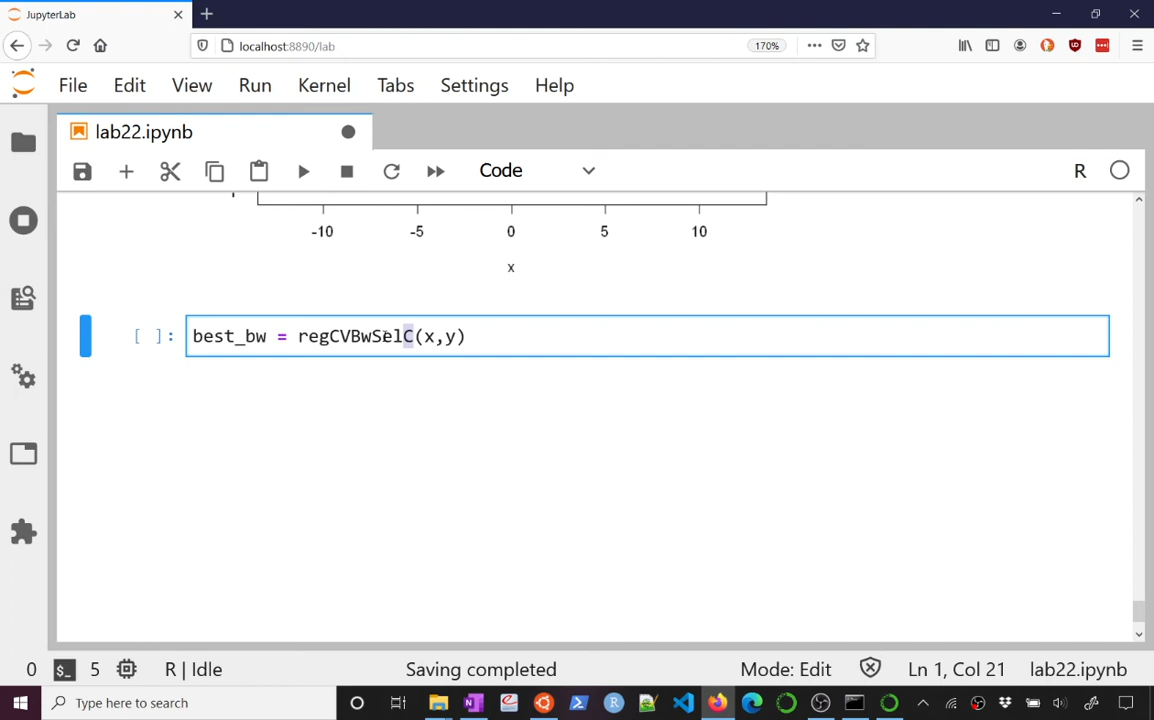 JupyterLab
localhost:8890/lab
170%
File Edit View Run Kernel Tabs Settings Help
lab22.ipynb
Code
R
-10 -5 0 5 10
x
[ ]: best_bw = regCVBwSelC(x,y)
0 $_ 5 R | Idle Saving completed Mode: Edit Ln 1, Col 21 lab22.ipynb
Type here to search